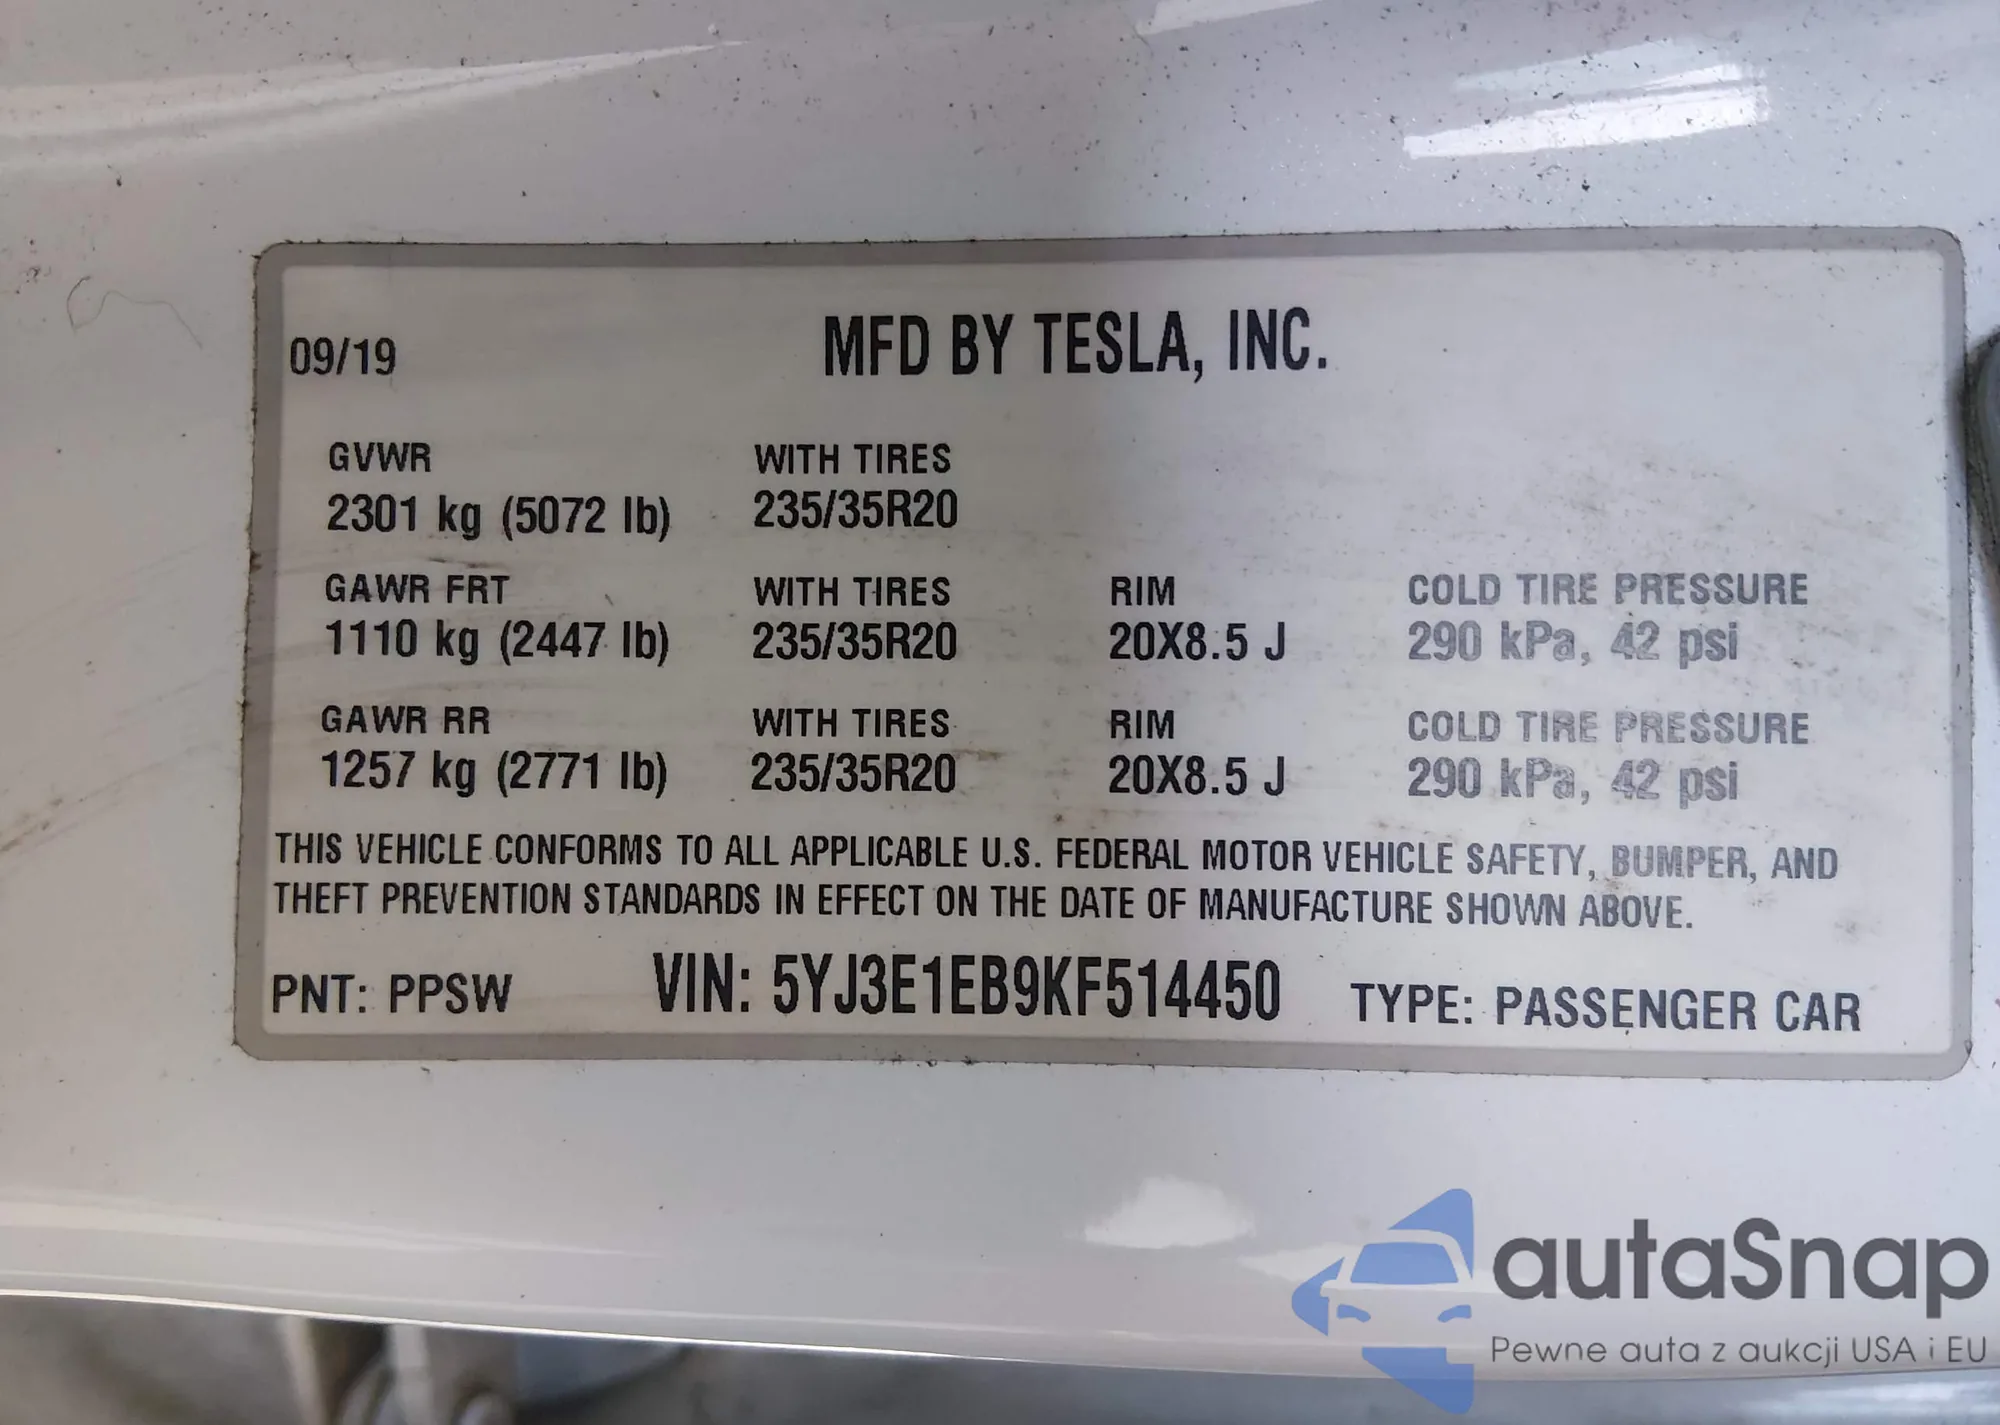 09/19 MFD BY TESLA, INC.
GVWR WITH TIRES
2301 kg (5072 lb) 235/35R20
GAWR FRT WITH TIRES RIM COLD TIRE PRESSURE
1110 kg (2447 lb) 235/35R20 20X8.5 J 290 kPa, 42 psi
GAWR RR WITH TIRES RIM COLD TIRE PRESSURE
1257 kg (2771 lb) 235/35R20 20X8.5 J 290 kPa, 42 psi
THIS VEHICLE CONFORMS TO ALL APPLICABLE U.S. FEDERAL MOTOR VEHICLE SAFETY, BUMPER, AND
THEFT PREVENTION STANDARDS IN EFFECT ON THE DATE OF MANUFACTURE SHOWN ABOVE.
PNT: PPSW VIN: 5YJ3E1EB9KF514450 TYPE: PASSENGER CAR
autaSnap
Pewne auta z aukcji USA i EU